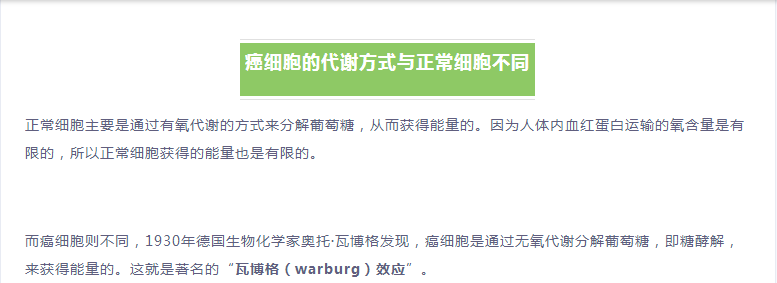 癌细胞的代谢方式与正常细胞不同
正常细胞主要是通过有氧代谢的方式来分解葡萄糖，从而获得能量的。因为人体内血红蛋白运输的氧含量是有
限的，所以正常细胞获得的能量也是有限的。
而癌细胞则不同，1930年德国生物化学家奥托·瓦博格发现，癌细胞是通过无氧代谢分解葡萄糖，即糖酵解，
来获得能量的。这就是著名的“瓦博格（warburg）效应”。